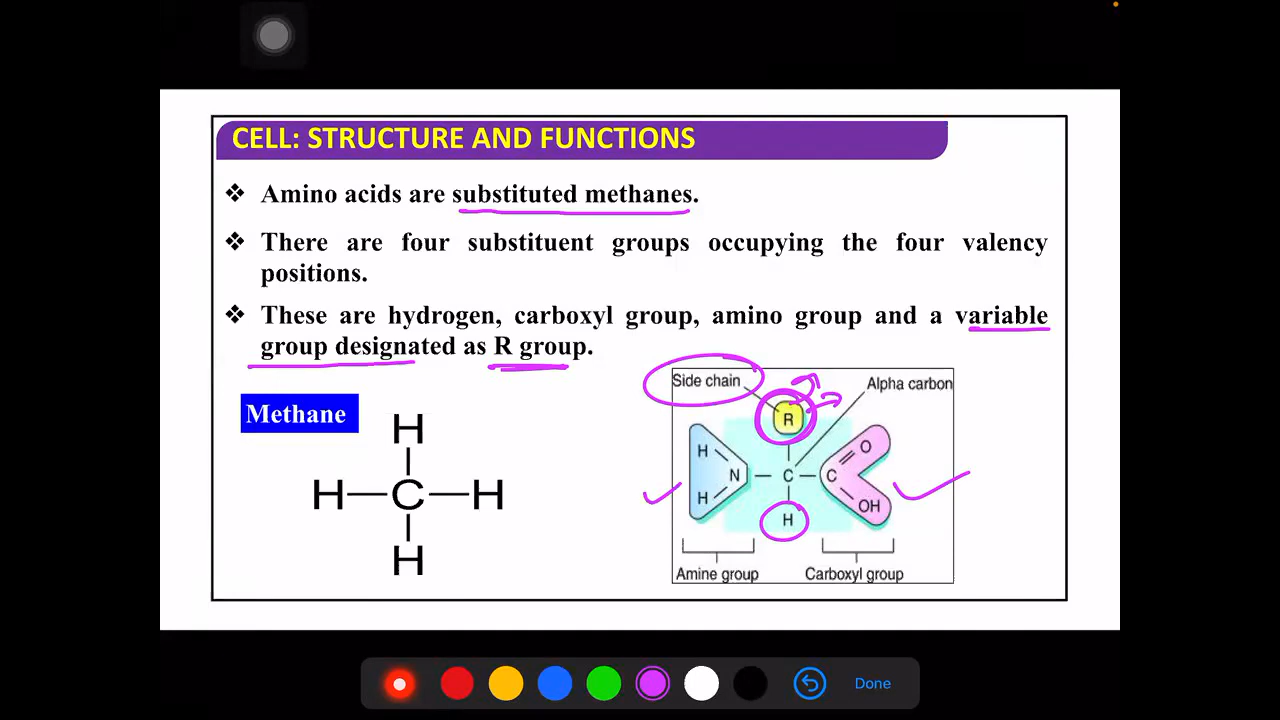 CELL: STRUCTURE AND FUNCTIONS
❖ Amino acids are substituted methanes.
❖ There are four substituent groups occupying the four valency
positions.
❖ These are hydrogen, carboxyl group, amino group and a variable
group designated as R group.
Methane
H
H C H
H
Side chain
Alpha carbon
R
H
O
N C C
H
OH
H
Amine group
Carboxyl group
Done